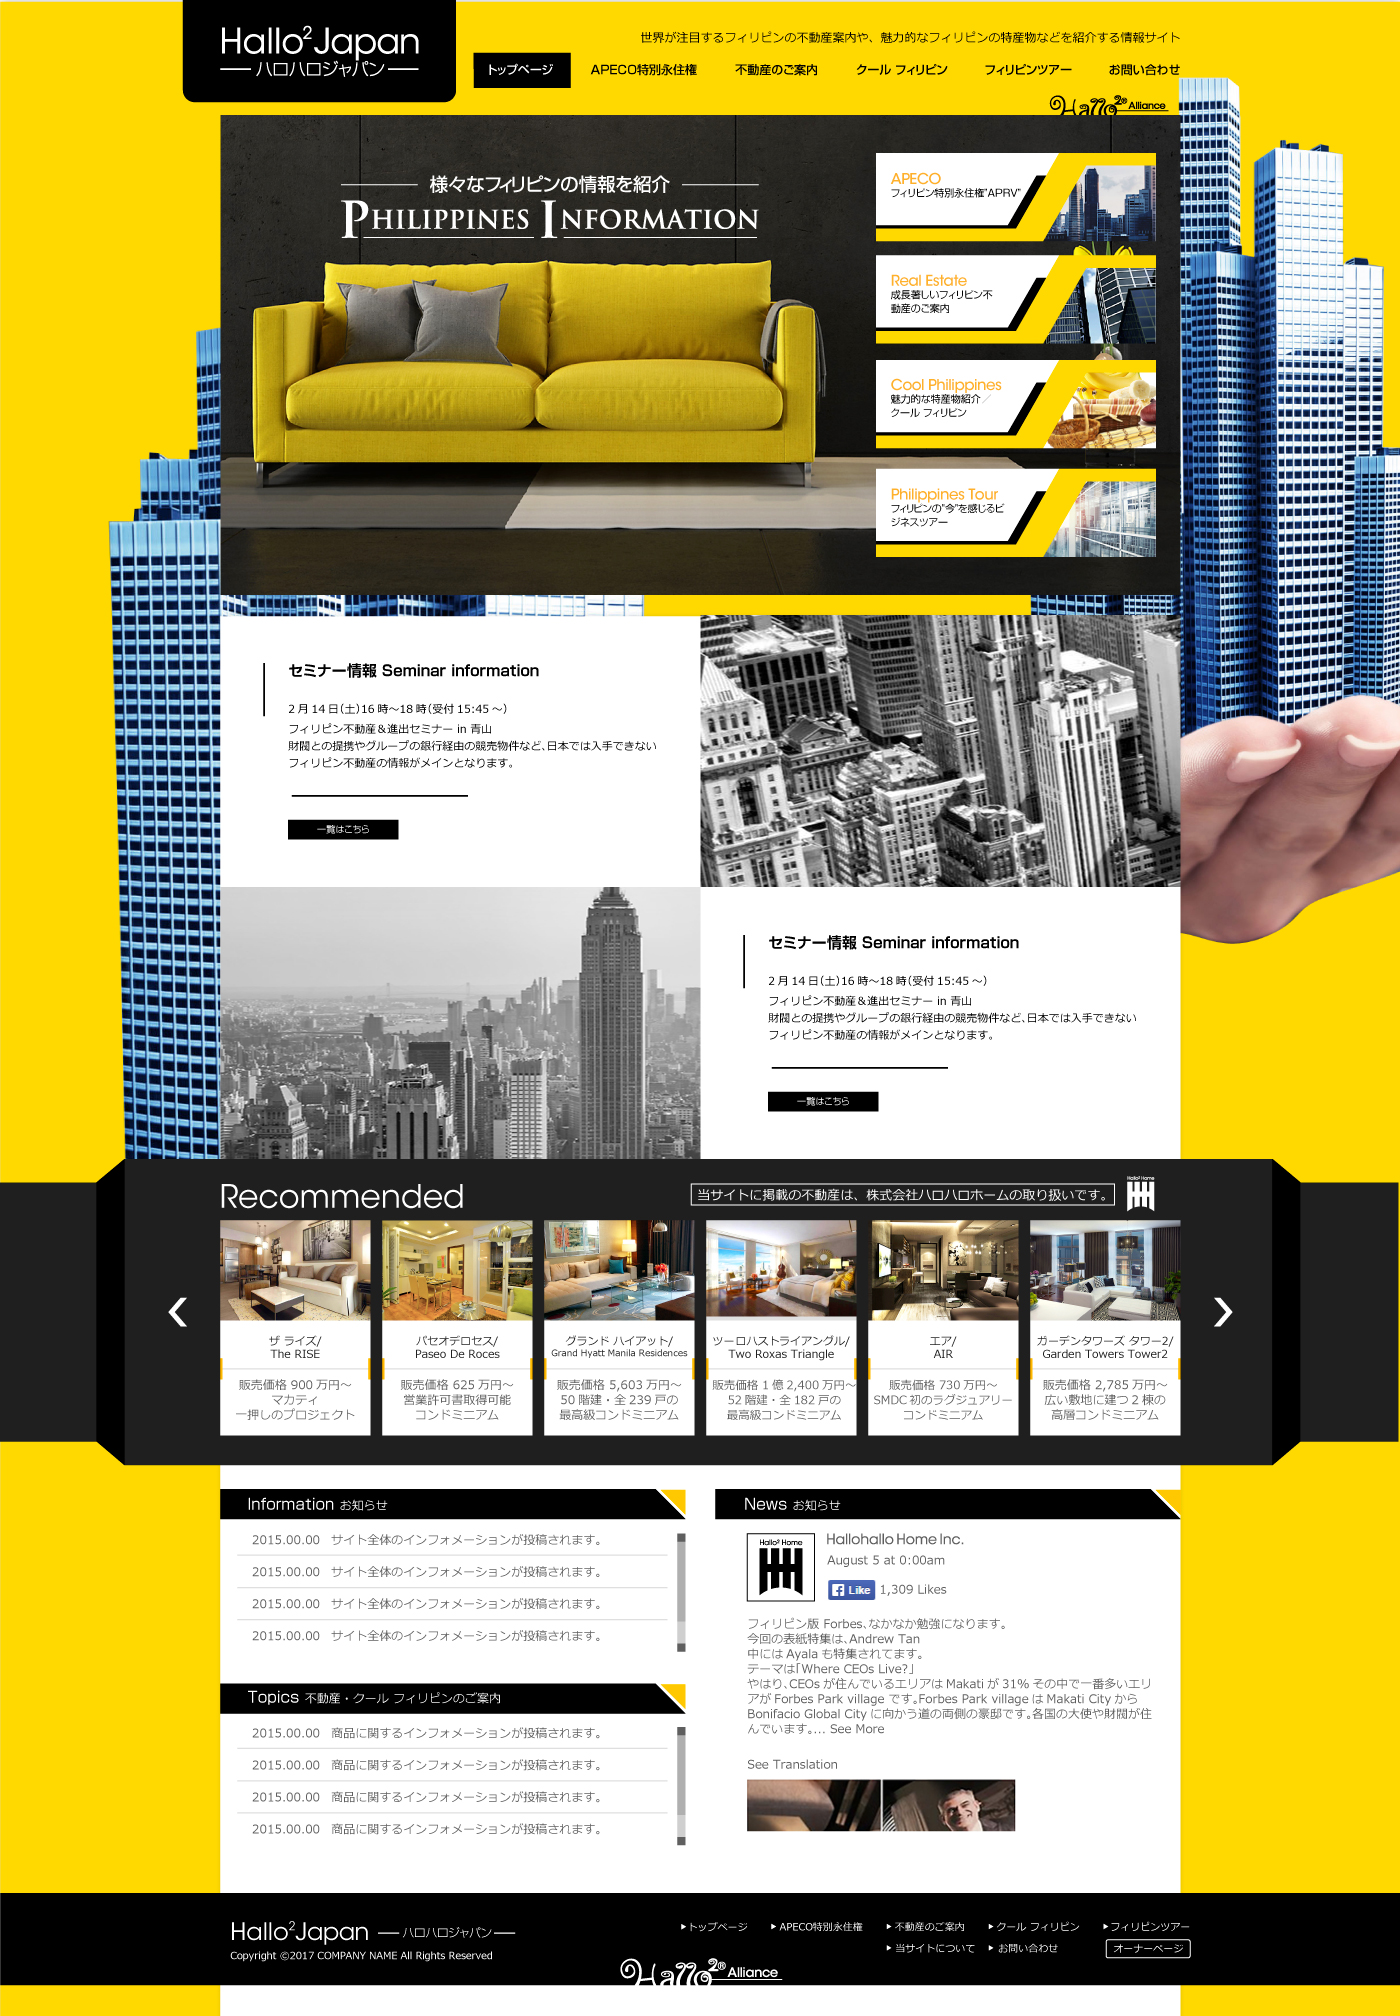 Hallo²Japan
ハロハロジャパン
世界が注目するフィリピンの不動産案内や、魅力的なフィリピンの特産物などを紹介する情報サイト
トップページ APECO特別永住権 不動産のご案内 クール フィリピン フィリピンツアー お問い合わせ
Hallo²® Alliance
様々なフィリピンの情報を紹介
PHILIPPINES INFORMATION
APECO
フィリピン特別永住権"APRV"
Real Estate
成長著しいフィリピン不
動産のご案内
Cool Philippines
魅力的な特産物紹介／
クール フィリピン
Philippines Tour
フィリピンの"今"を感じるビ
ジネスツアー
セミナー情報 Seminar information
2月14日(土)16時～18時(受付15:45～)
フィリピン不動産＆進出セミナー in 青山
財閥との提携やグループの銀行経由の競売物件など、日本では入手できない
フィリピン不動産の情報がメインとなります。
一覧はこちら
セミナー情報 Seminar information
2月14日(土)16時～18時(受付15:45～)
フィリピン不動産＆進出セミナー in 青山
財閥との提携やグループの銀行経由の競売物件など、日本では入手できない
フィリピン不動産の情報がメインとなります。
一覧はこちら
Recommended
当サイトに掲載の不動産は、株式会社ハロハロホームの取り扱いです。
Hallo² Home
ザ ライズ/
The RISE
販売価格 900万円～
マカティ
一押しのプロジェクト
パセオデロセス/
Paseo De Roces
販売価格 625万円～
営業許可書取得可能
コンドミニアム
グランド ハイアット/
Grand Hyatt Manila Residences
販売価格 5,603万円～
50階建・全239戸の
最高級コンドミニアム
ツーロハストライアングル/
Two Roxas Triangle
販売価格 1億2,400万円～
52階建・全182戸の
最高級コンドミニアム
エア/
AIR
販売価格 730万円～
SMDC初のラグジュアリー
コンドミニアム
ガーデンタワーズ タワー2/
Garden Towers Tower2
販売価格 2,785万円～
広い敷地に建つ2棟の
高層コンドミニアム
Information お知らせ
2015.00.00 サイト全体のインフォメーションが投稿されます。
2015.00.00 サイト全体のインフォメーションが投稿されます。
2015.00.00 サイト全体のインフォメーションが投稿されます。
2015.00.00 サイト全体のインフォメーションが投稿されます。
Topics 不動産・クール フィリピンのご案内
2015.00.00 商品に関するインフォメーションが投稿されます。
2015.00.00 商品に関するインフォメーションが投稿されます。
2015.00.00 商品に関するインフォメーションが投稿されます。
2015.00.00 商品に関するインフォメーションが投稿されます。
News お知らせ
Hallo² Home
Hallohallo Home Inc.
August 5 at 0:00am
Like 1,309 Likes
フィリピン版 Forbes、なかなか勉強になります。
今回の表紙特集は、Andrew Tan
中には Ayala も特集されてます。
テーマは「Where CEOs Live?」
やはり、CEOs が住んでいるエリアは Makati が 31% その中で一番多いエリ
アが Forbes Park village です。Forbes Park village は Makati City から
Bonifacio Global City に向かう道の両側の豪邸です。各国の大使や財閥が住
んでいます。... See More
See Translation
Hallo²Japan ハロハロジャパン
Copyright ©2017 COMPANY NAME All Rights Reserved
トップページ APECO特別永住権 不動産のご案内 クール フィリピン フィリピンツアー
当サイトについて お問い合わせ オーナーページ
Hallo²® Alliance